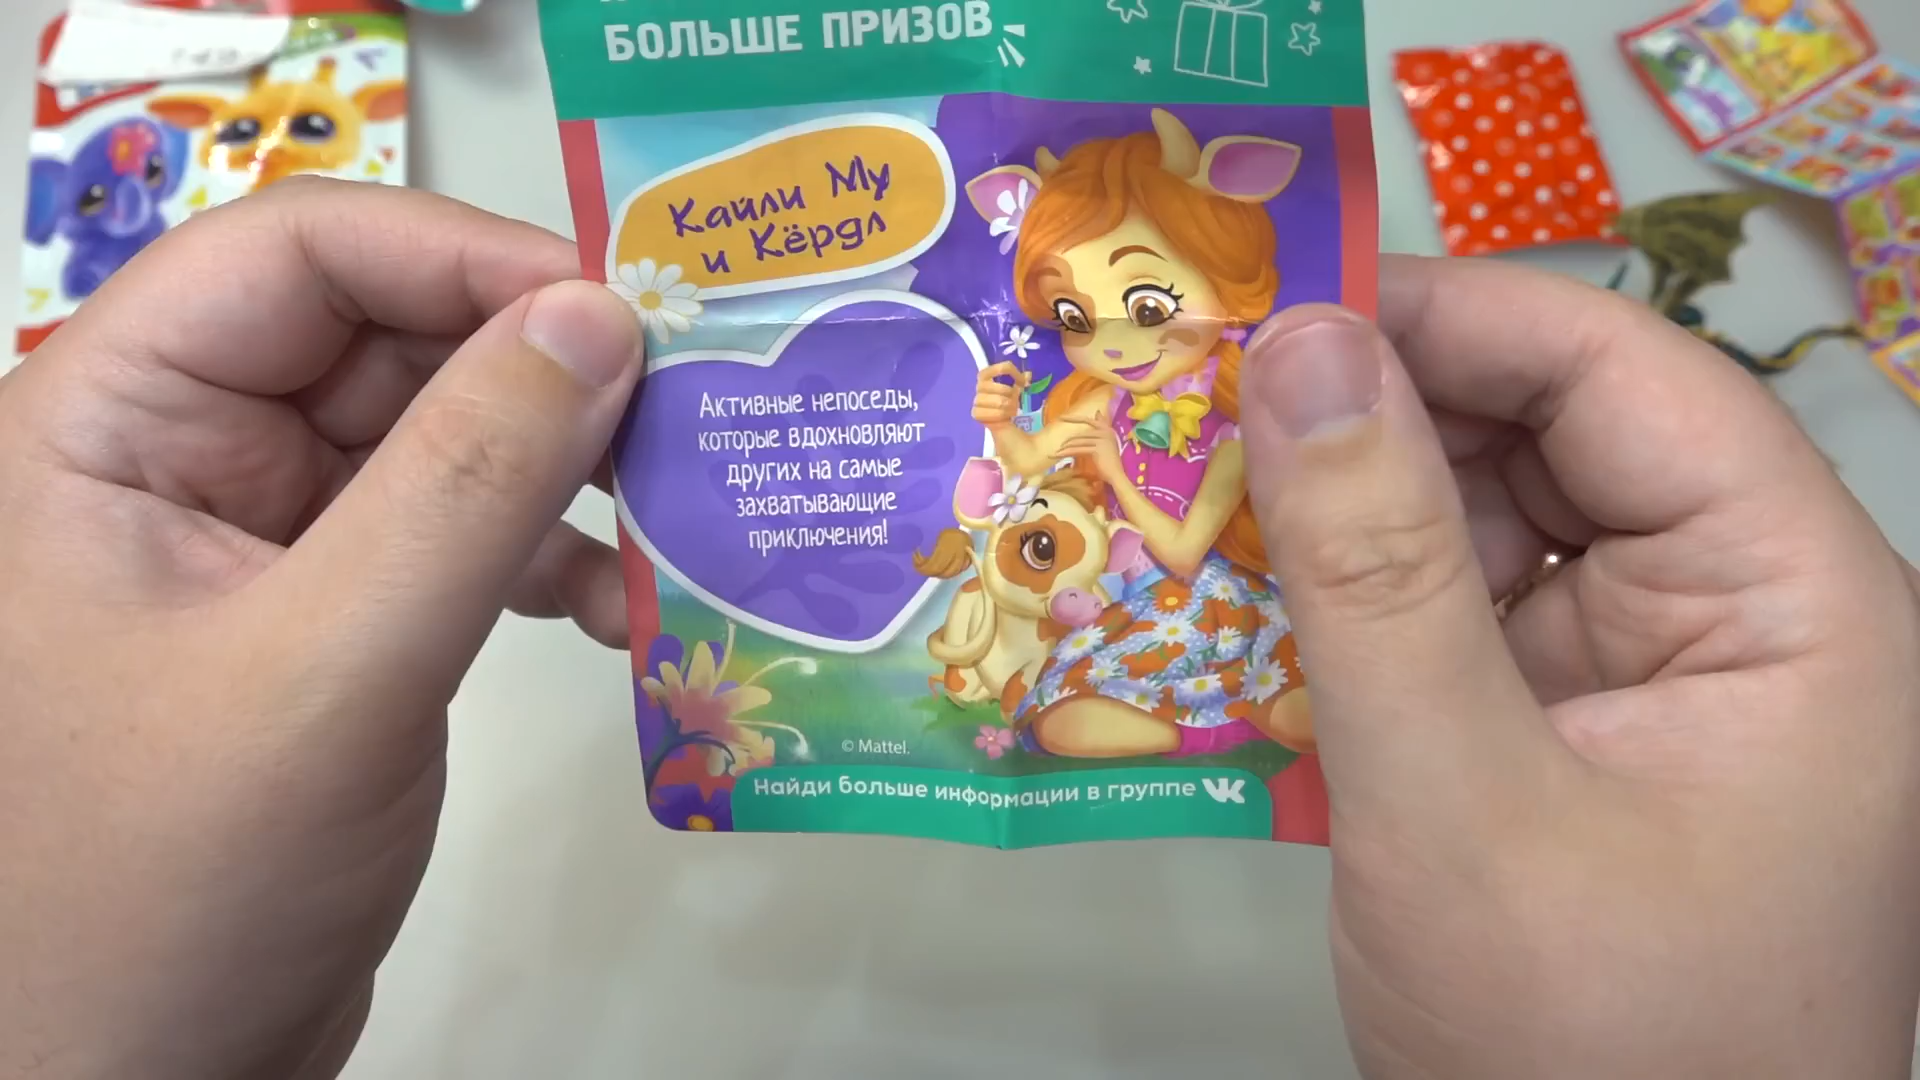 БОЛЬШЕ ПРИЗОВ
Кайли Му
и Кёрдл
Активные непоседы,
которые вдохновляют
других на самые
захватывающие
приключения!
© Mattel.
Найди больше информации в группе VK